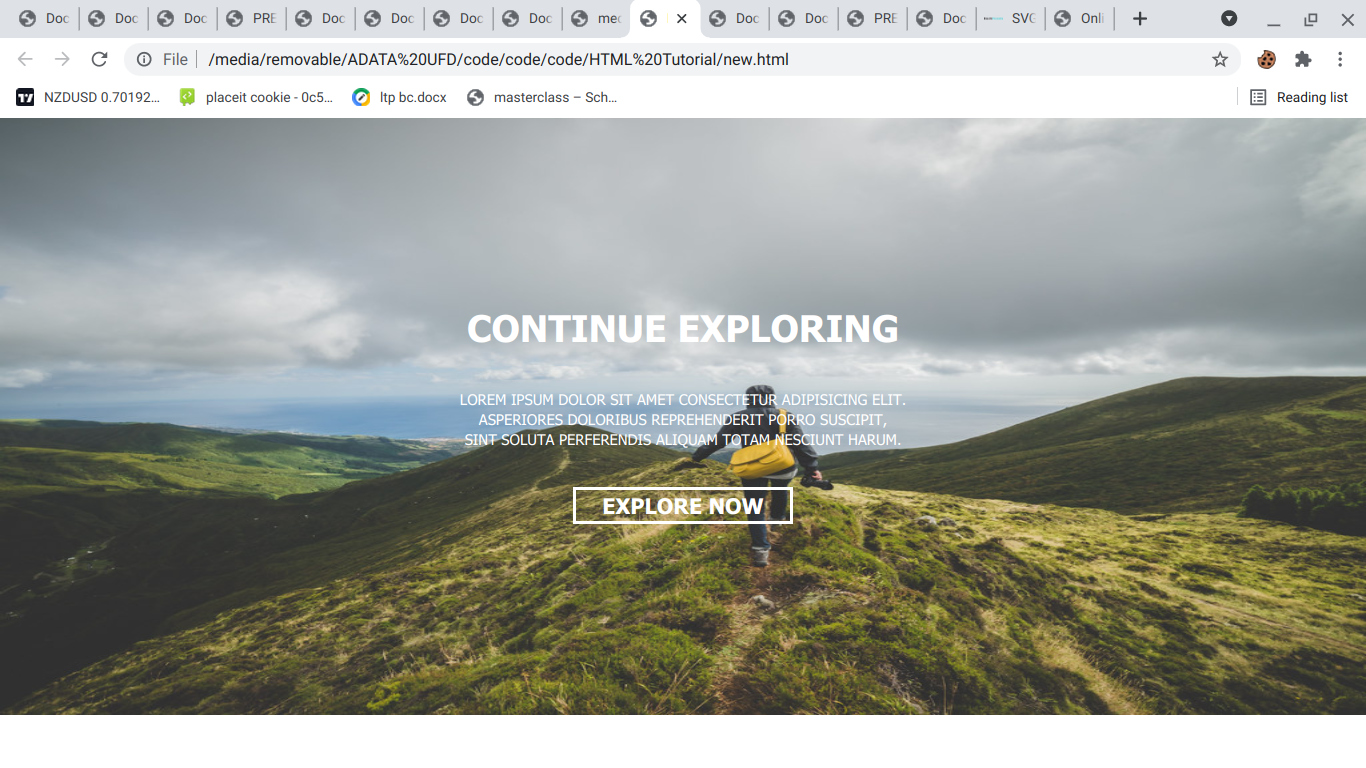 Doc Doc Doc PRE Doc Doc Doc Doc med Doc Doc PRE Doc SVG Onli
File /media/removable/ADATA%20UFD/code/code/code/HTML%20Tutorial/new.html
NZDUSD 0.70192… placeit cookie - 0c5… ltp bc.docx masterclass – Sch… Reading list
CONTINUE EXPLORING
LOREM IPSUM DOLOR SIT AMET CONSECTETUR ADIPISICING ELIT.
ASPERIORES DOLORIBUS REPREHENDERIT PORRO SUSCIPIT,
SINT SOLUTA PERFERENDIS ALIQUAM TOTAM NESCIUNT HARUM.
EXPLORE NOW